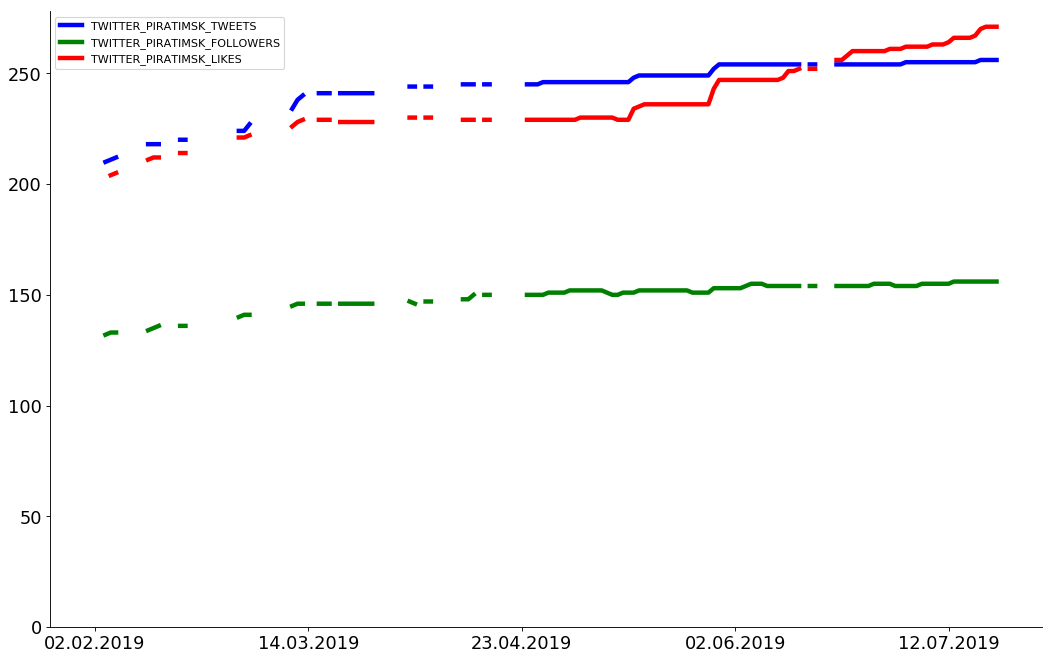 TWITTER_PIRATIMSK_TWEETS
TWITTER_PIRATIMSK_FOLLOWERS
TWITTER_PIRATIMSK_LIKES
250
200
150
100
50
0
02.02.2019 14.03.2019 23.04.2019 02.06.2019 12.07.2019